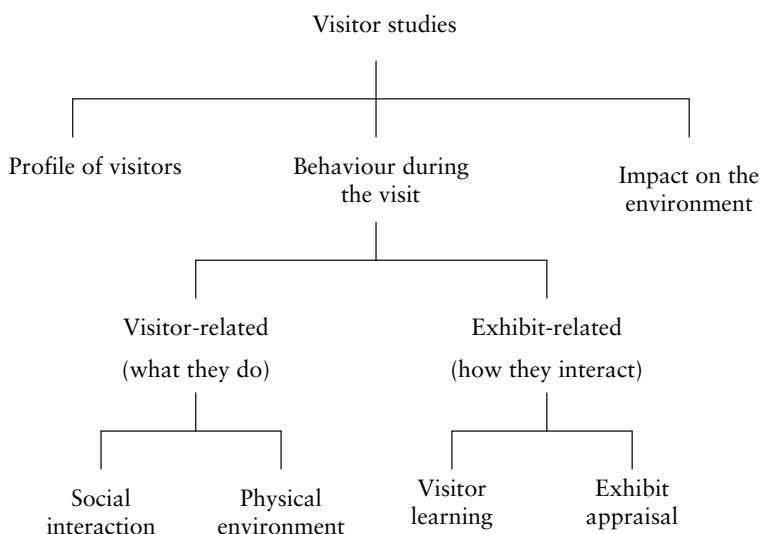 Visitor studies
Profile of visitors
Behaviour during
the visit
Impact on the
environment
Visitor-related
(what they do)
Exhibit-related
(how they interact)
Social
interaction
Physical
environment
Visitor
learning
Exhibit
appraisal